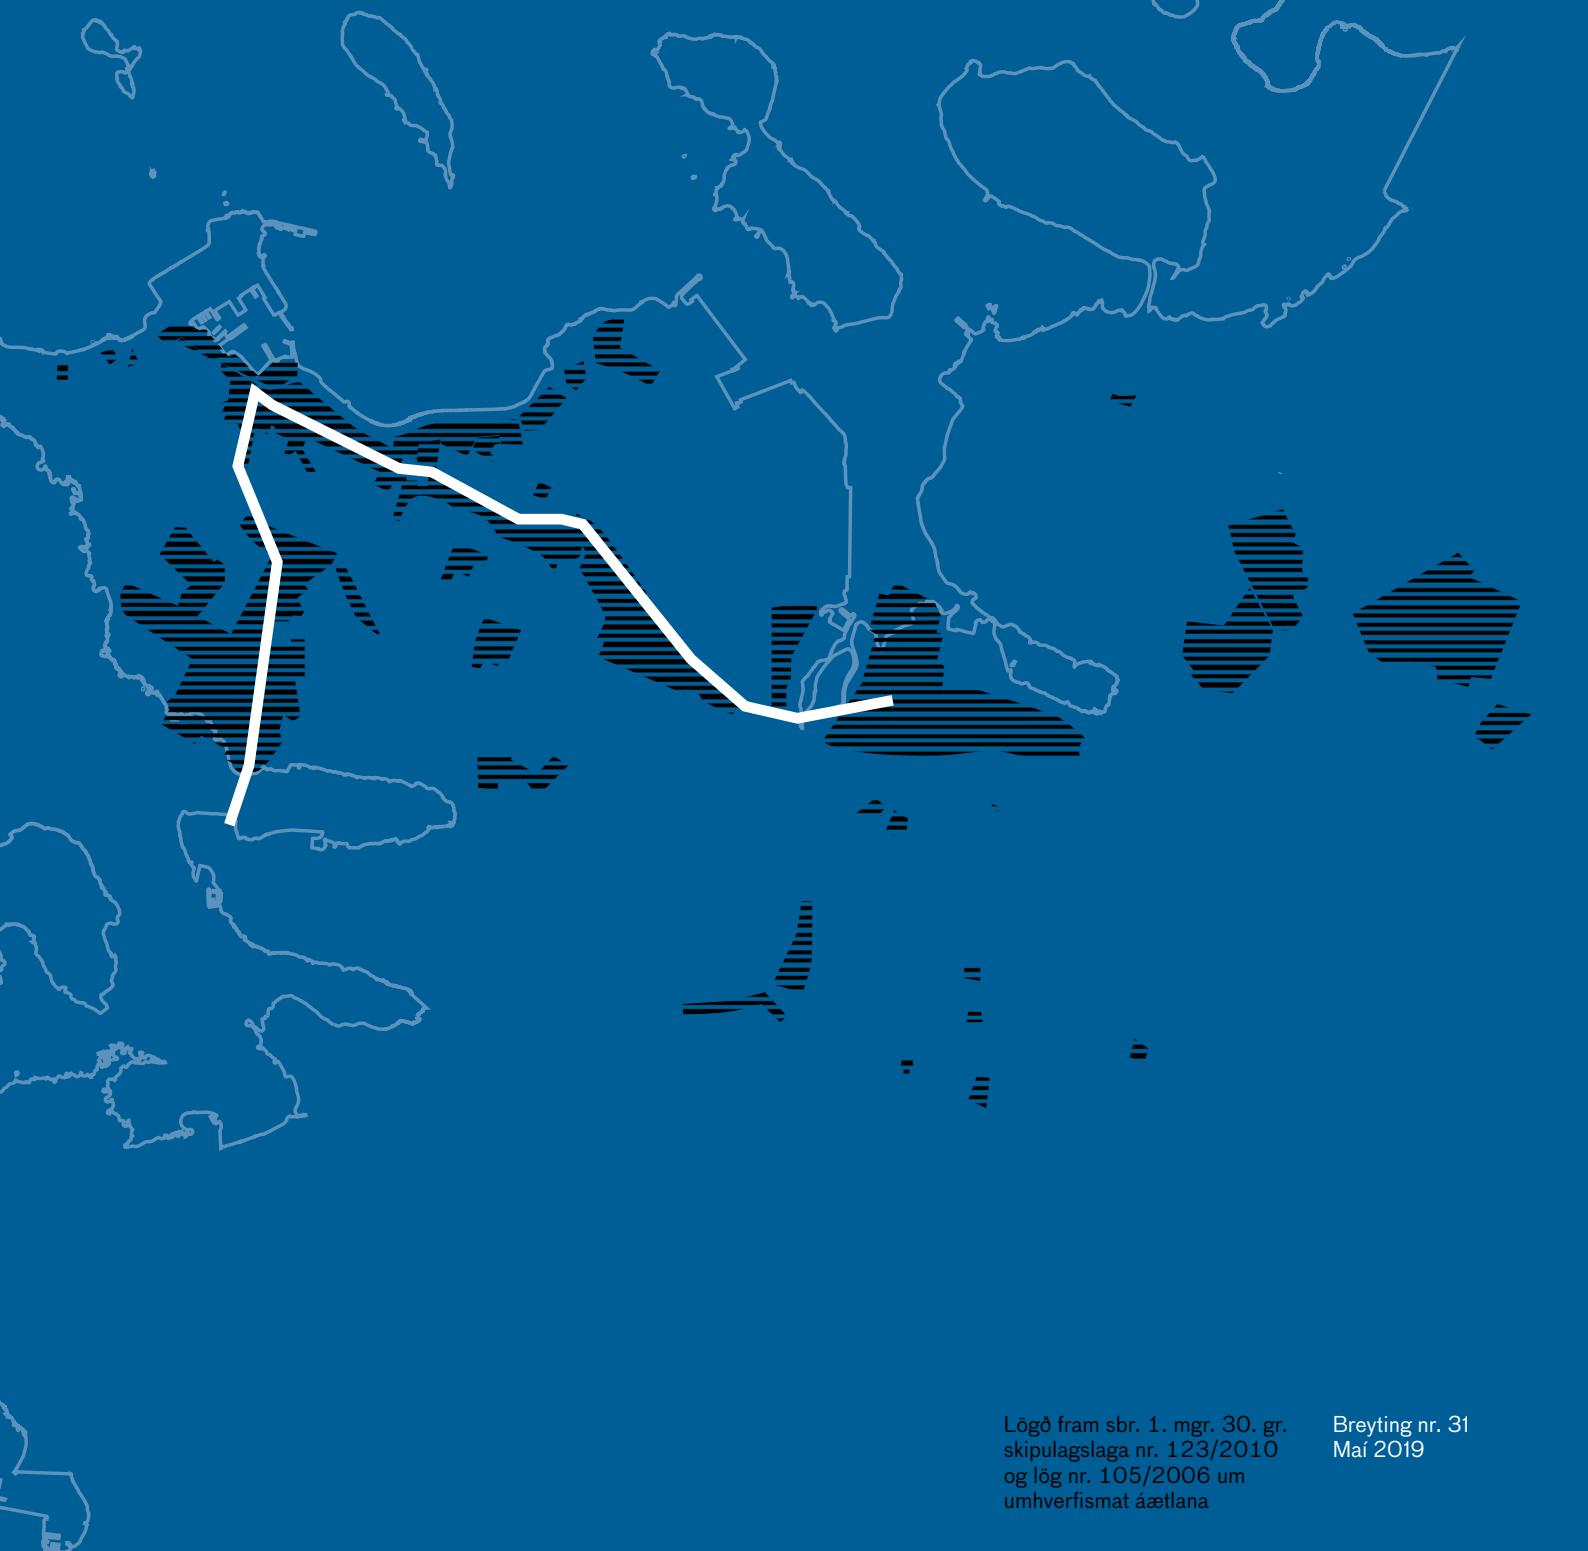 Lögð fram sbr. 1. mgr. 30. gr.
skipulagslaga nr. 123/2010
og lög nr. 105/2006 um
umhverfismat áætlana
Breyting nr. 31
Maí 2019